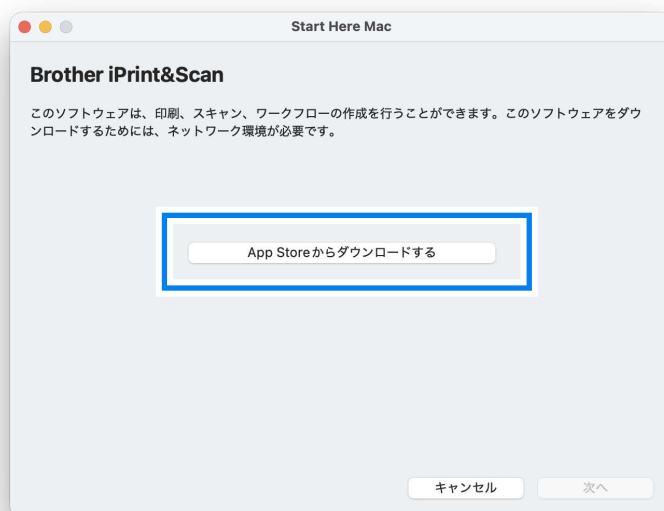 Start Here Mac
Brother iPrint&Scan
このソフトウェアは、印刷、スキャン、ワークフローの作成を行うことができます。このソフトウェアをダウ
ンロードするためには、ネットワーク環境が必要です。
App Storeからダウンロードする
キャンセル
次へ